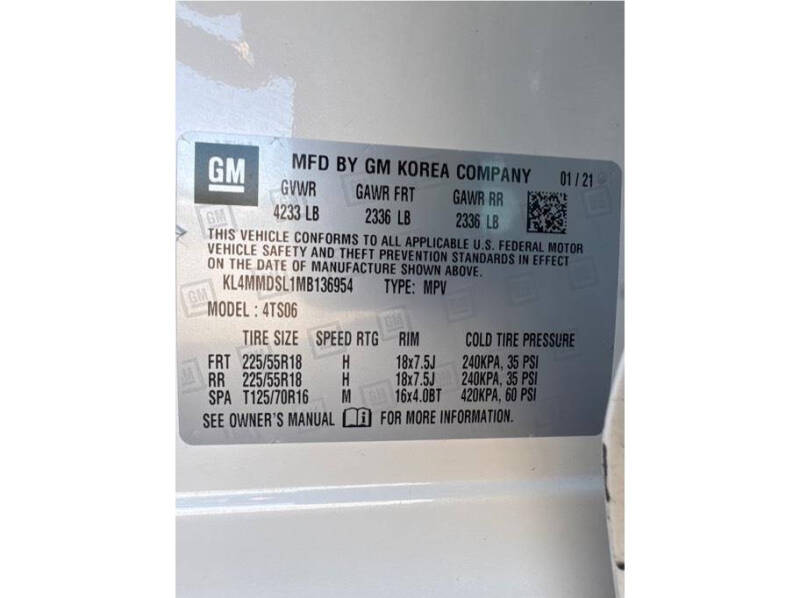 GM MFD BY GM KOREA COMPANY 01 / 21
GVWR GAWR FRT GAWR RR
4233 LB 2336 LB 2336 LB
THIS VEHICLE CONFORMS TO ALL APPLICABLE U.S. FEDERAL MOTOR
VEHICLE SAFETY AND THEFT PREVENTION STANDARDS IN EFFECT
ON THE DATE OF MANUFACTURE SHOWN ABOVE.
KL4MMDSL1MB136954 TYPE: MPV
MODEL : 4TS06
TIRE SIZE SPEED RTG RIM COLD TIRE PRESSURE
FRT 225/55R18 H 18x7.5J 240KPA, 35 PSI
RR 225/55R18 H 18x7.5J 240KPA, 35 PSI
SPA T125/70R16 M 16x4.0BT 420KPA, 60 PSI
SEE OWNER'S MANUAL FOR MORE INFORMATION.